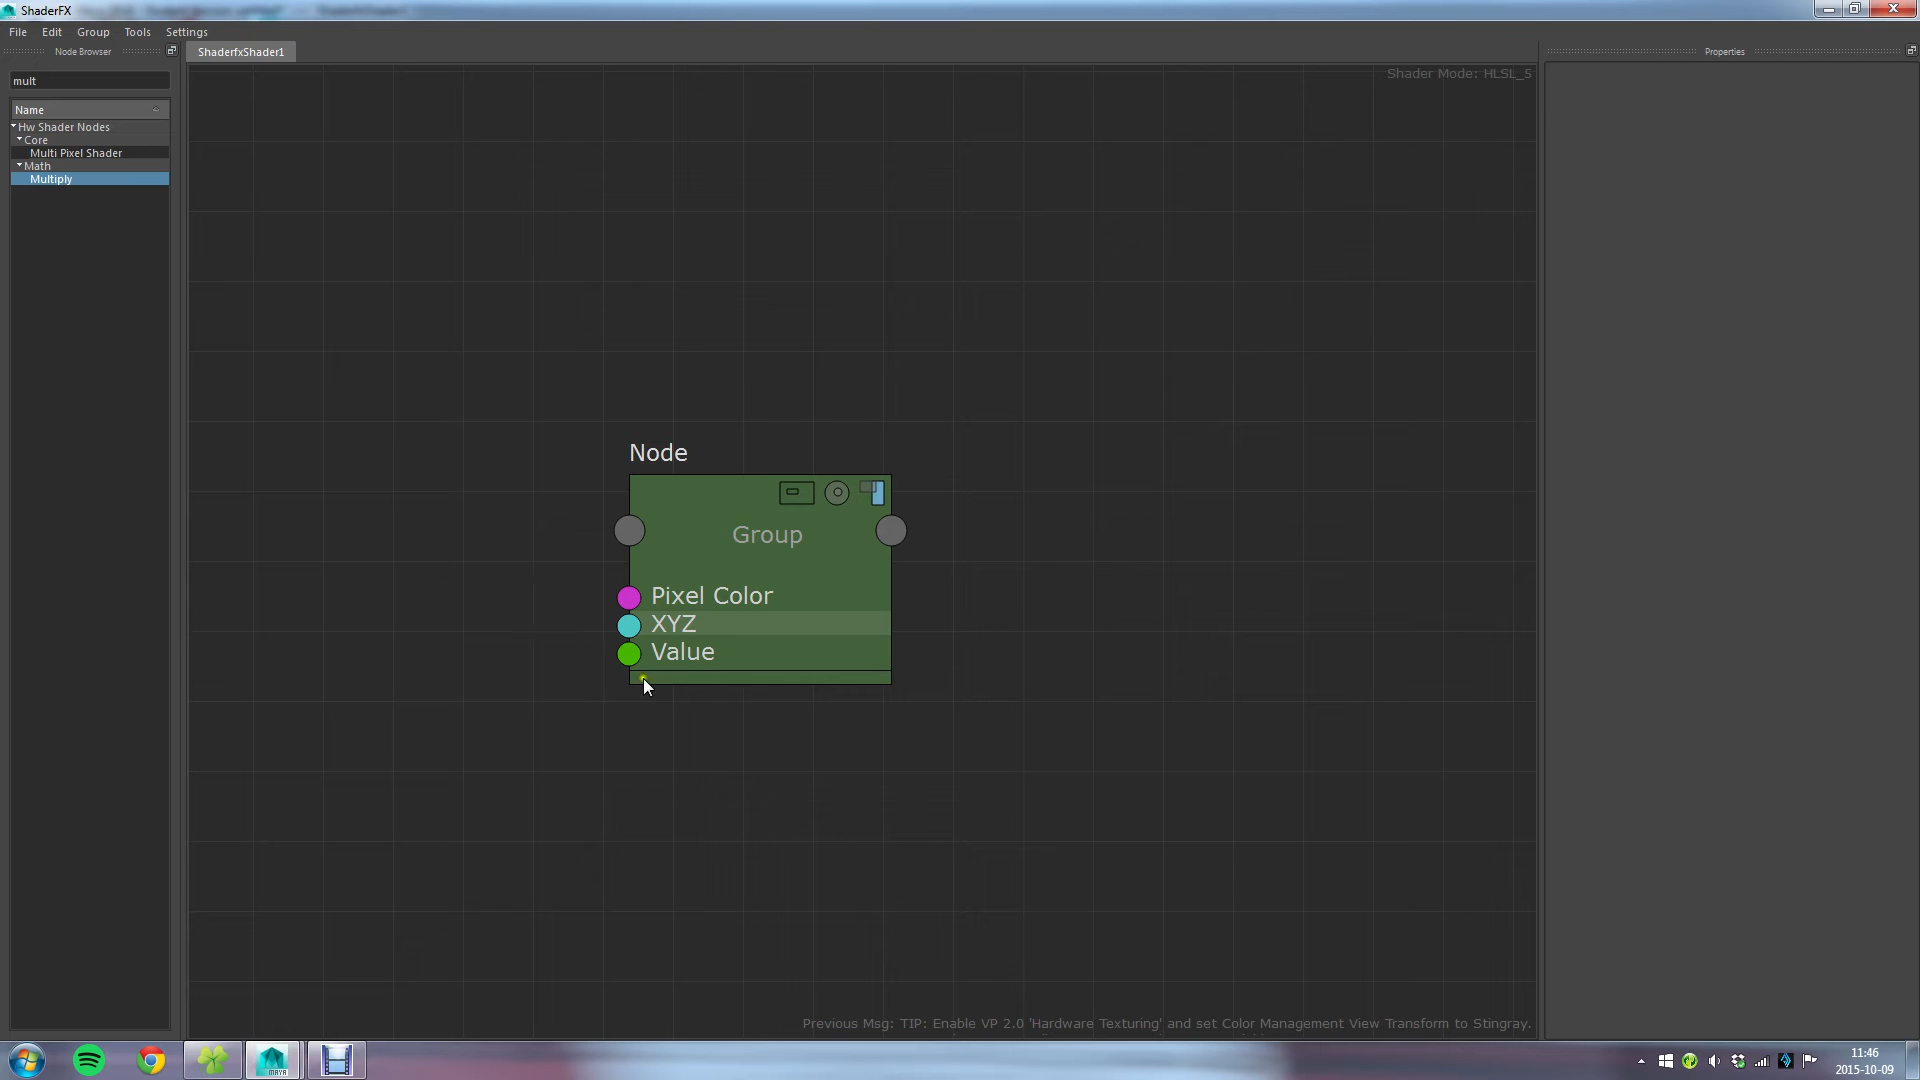 ShaderFX
File Edit Group Tools Settings
Node Browser
ShaderfxShader1
Properties
mult
Shader Mode: HLSL_5
Name
Hw Shader Nodes
Core
Multi Pixel Shader
Math
Multiply
Node
Group
Pixel Color
XYZ
Value
Previous Msg: TIP: Enable VP 2.0 'Hardware Texturing' and set Color Management View Transform to Stingray.
MAYA
11:46
2015-10-09